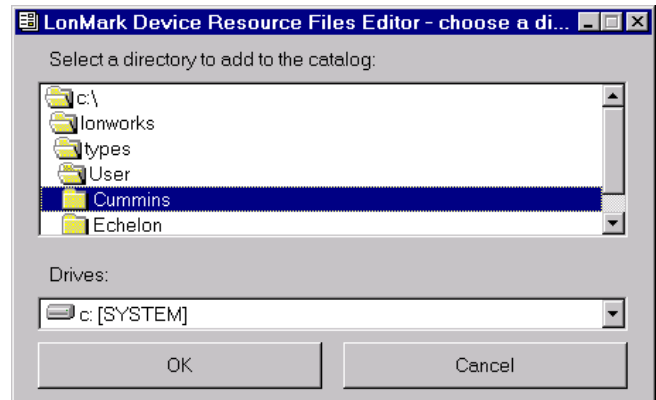 LonMark Device Resource Files Editor - choose a di...
Select a directory to add to the catalog:
c:\
lonworks
types
User
Cummins
Echelon
Drives:
c: [SYSTEM]
OK Cancel